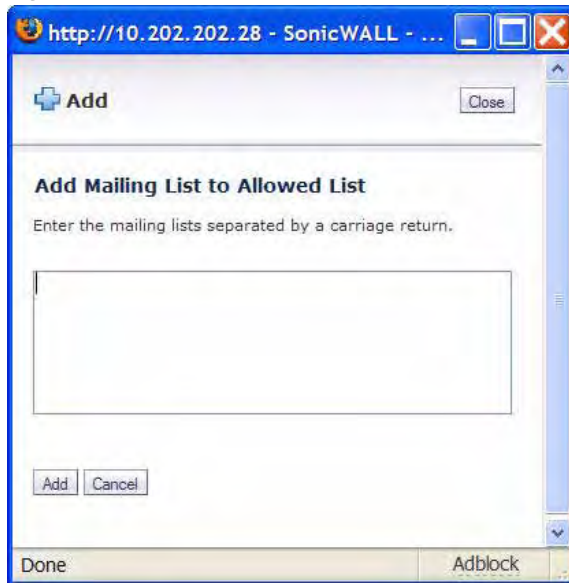 http://10.202.202.28 - SonicWALL - ...
Add
Close
Add Mailing List to Allowed List
Enter the mailing lists separated by a carriage return.
Add
Cancel
Done
Adblock